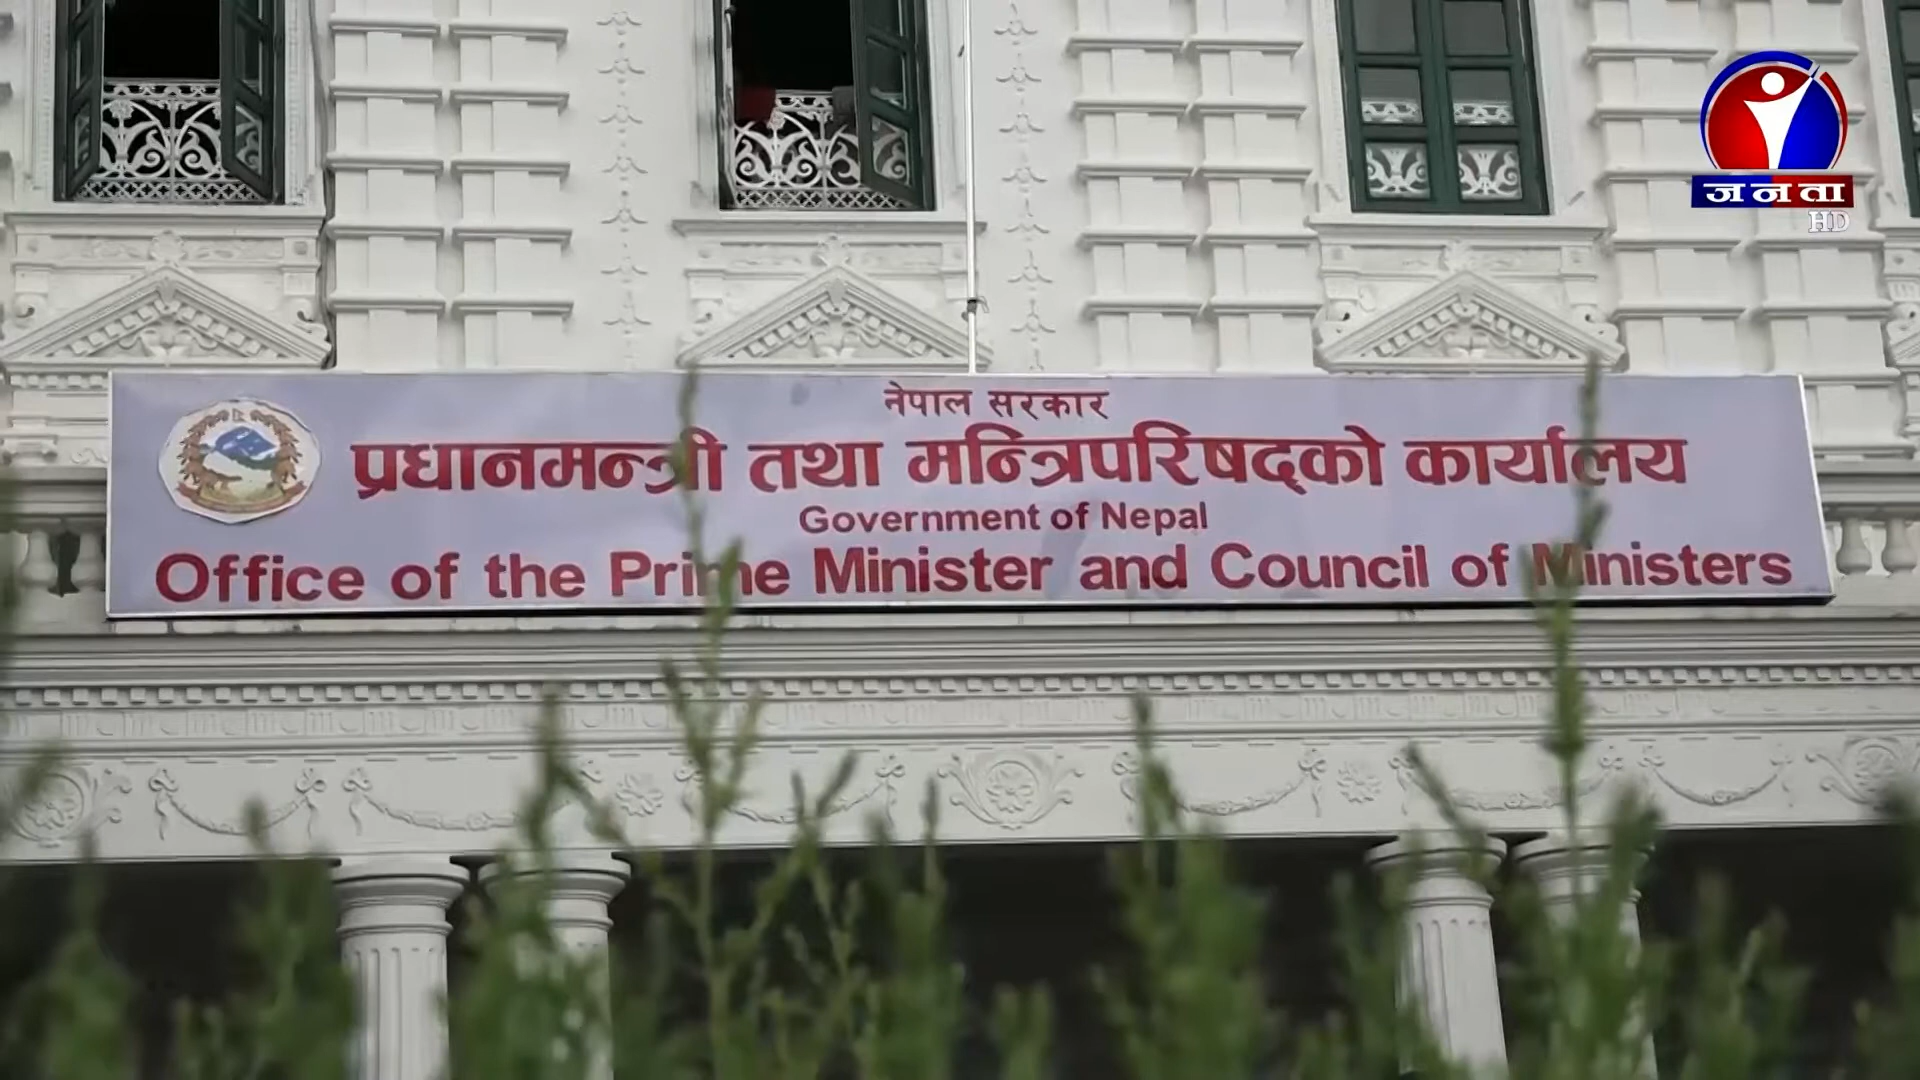 जनता
HD
नेपाल सरकार
प्रधानमन्त्री तथा मन्त्रिपरिषद्को कार्यालय
Government of Nepal
Office of the Prime Minister and Council of Ministers